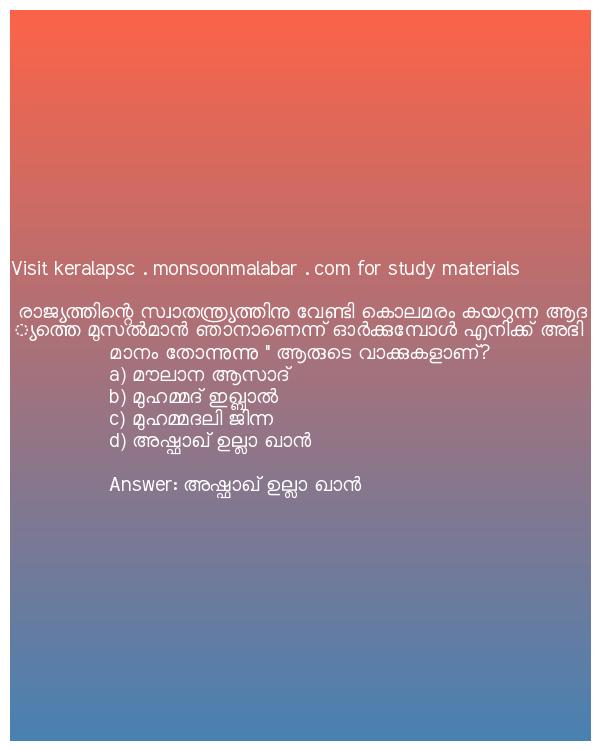 Visit keralapsc . monsoonmalabar . com for study materials
രാജ്യത്തിന്റെ സ്വാതന്ത്ര്യത്തിനു വേണ്ടി കൊലമരം കയറുന്ന ആദ
്യത്തെ മുസൽമാൻ ഞാനാണെന്ന് ഓർക്കുമ്പോൾ എനിക്ക് അഭി
മാനം തോന്നുന്നു " ആരുടെ വാക്കുകളാണ്?
a) മൗലാന ആസാദ്
b) മുഹമ്മദ് ഇഖ്ബാൽ
c) മുഹമ്മദലി ജിന്ന
d) അഷ്ഫാഖ് ഉല്ലാ ഖാൻ
Answer: അഷ്ഫാഖ് ഉല്ലാ ഖാൻ